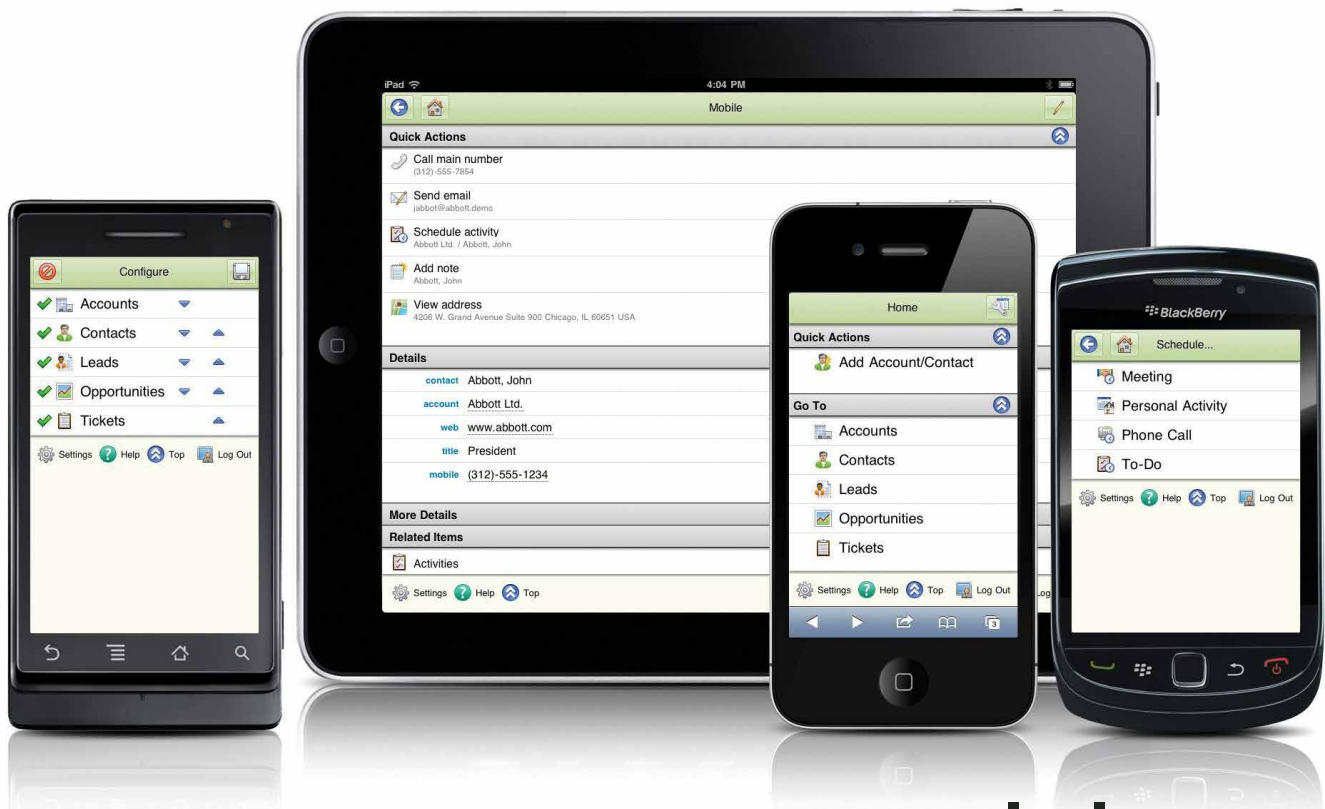 Configure
Accounts
Contacts
Leads
Opportunities
Tickets
Settings Help Top Log Out
iPad 4:04 PM
Mobile
Quick Actions
Call main number
(312)-555-7854
Send email
jabbot@abbott.demo
Schedule activity
Abbott Ltd. / Abbott, John
Add note
Abbott, John
View address
4206 W. Grand Avenue Suite 900 Chicago, IL 60651 USA
Details
contact Abbott, John
account Abbott Ltd.
web www.abbott.com
title President
mobile (312)-555-1234
More Details
Related Items
Activities
Settings Help Top
Home
Quick Actions
Add Account/Contact
Go To
Accounts
Contacts
Leads
Opportunities
Tickets
Settings Help Top Log Out
3
BlackBerry
Schedule...
Meeting
Personal Activity
Phone Call
To-Do
Settings Help Top Log Out